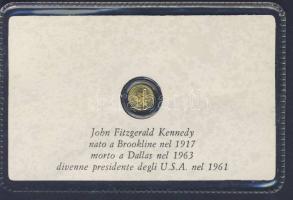 John Fitzgerald Kennedy
nato a Brookline nel 1917
morto a Dallas nel 1963
divenne presidente degli U.S.A. nel 1961